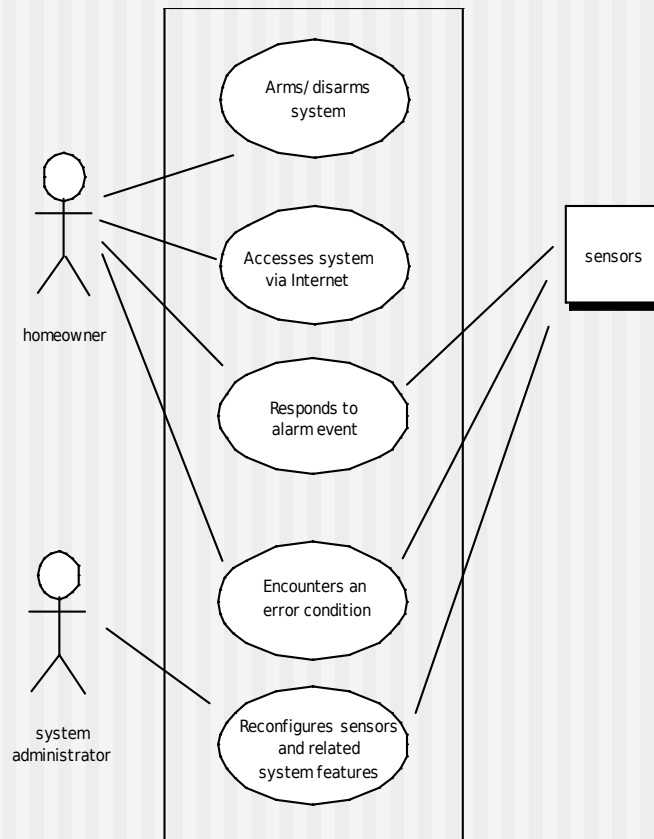 Arms/disarms
system
Accesses system
via Internet
sensors
homeowner
Responds to
alarm event
Encounters an
error condition
Reconfigures sensors
and related
system features
system
administrator